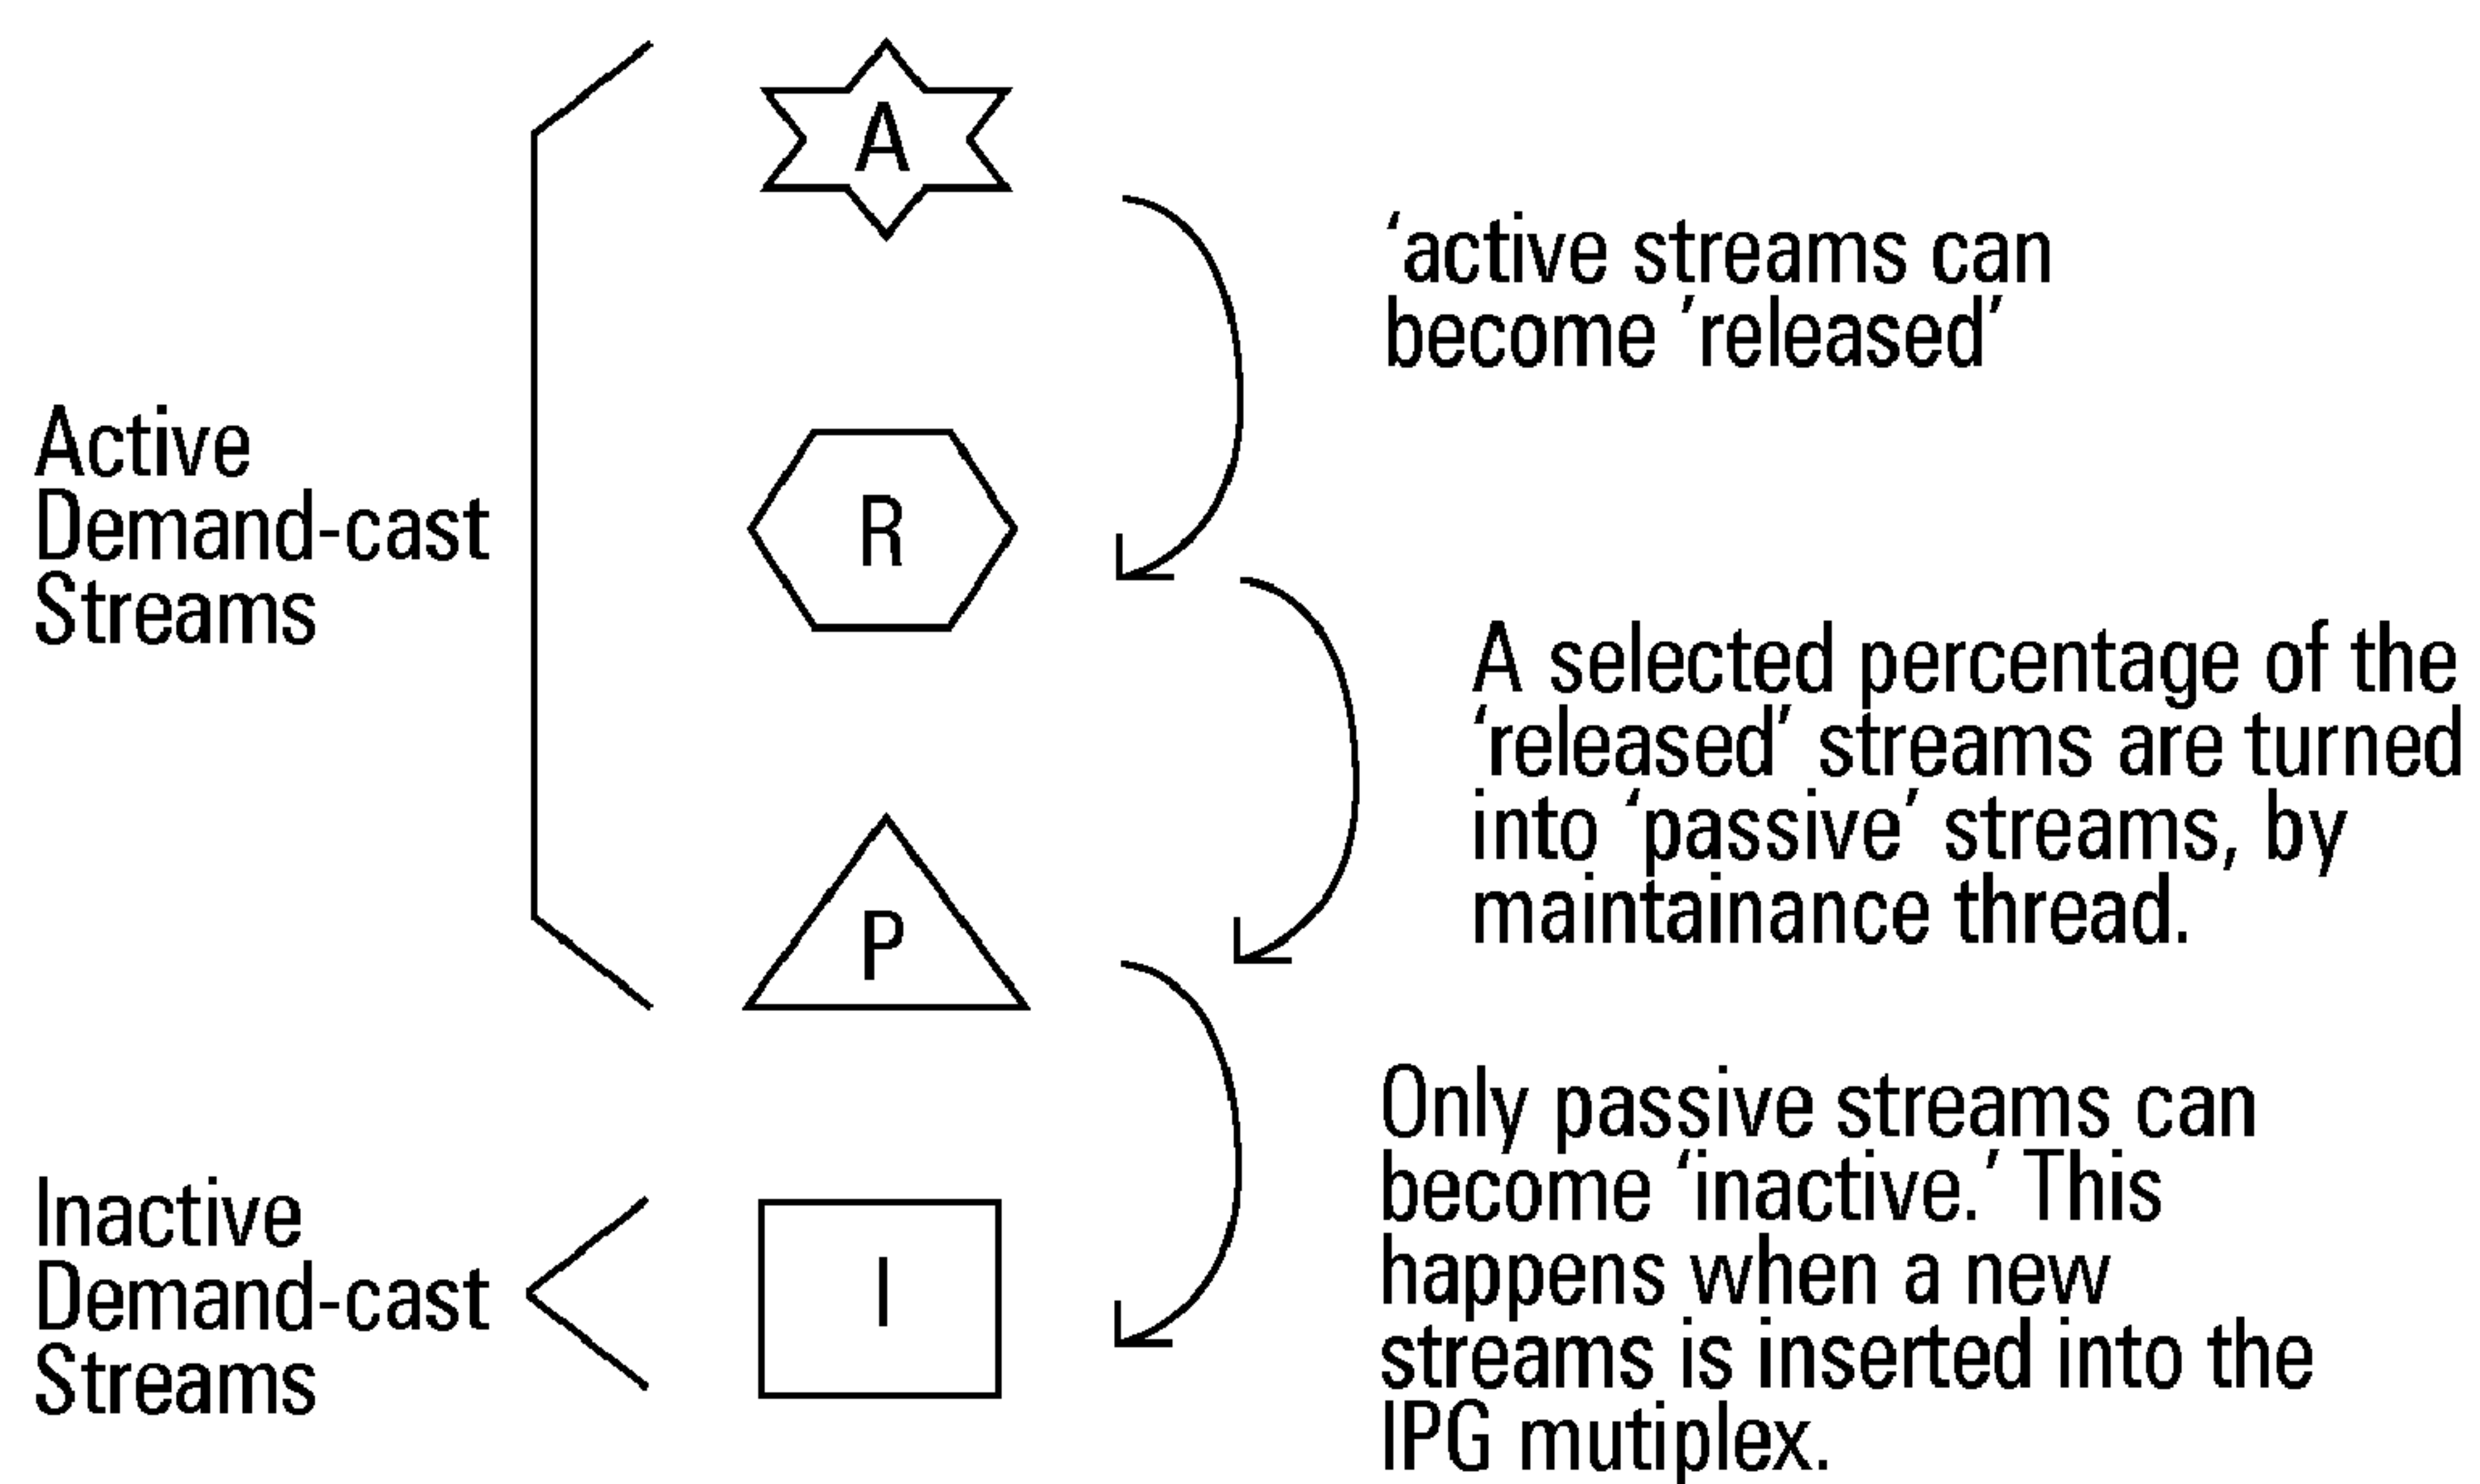 A
‘active streams can
become ’released’
Active
Demand-cast
Streams
R
A selected percentage of the
‘released’ streams are turned
into ‘passive’ streams, by
maintainance thread.
P
Only passive streams can
become ‘inactive.’ This
happens when a new
streams is inserted into the
IPG mutiplex.
Inactive
Demand-cast
Streams
I